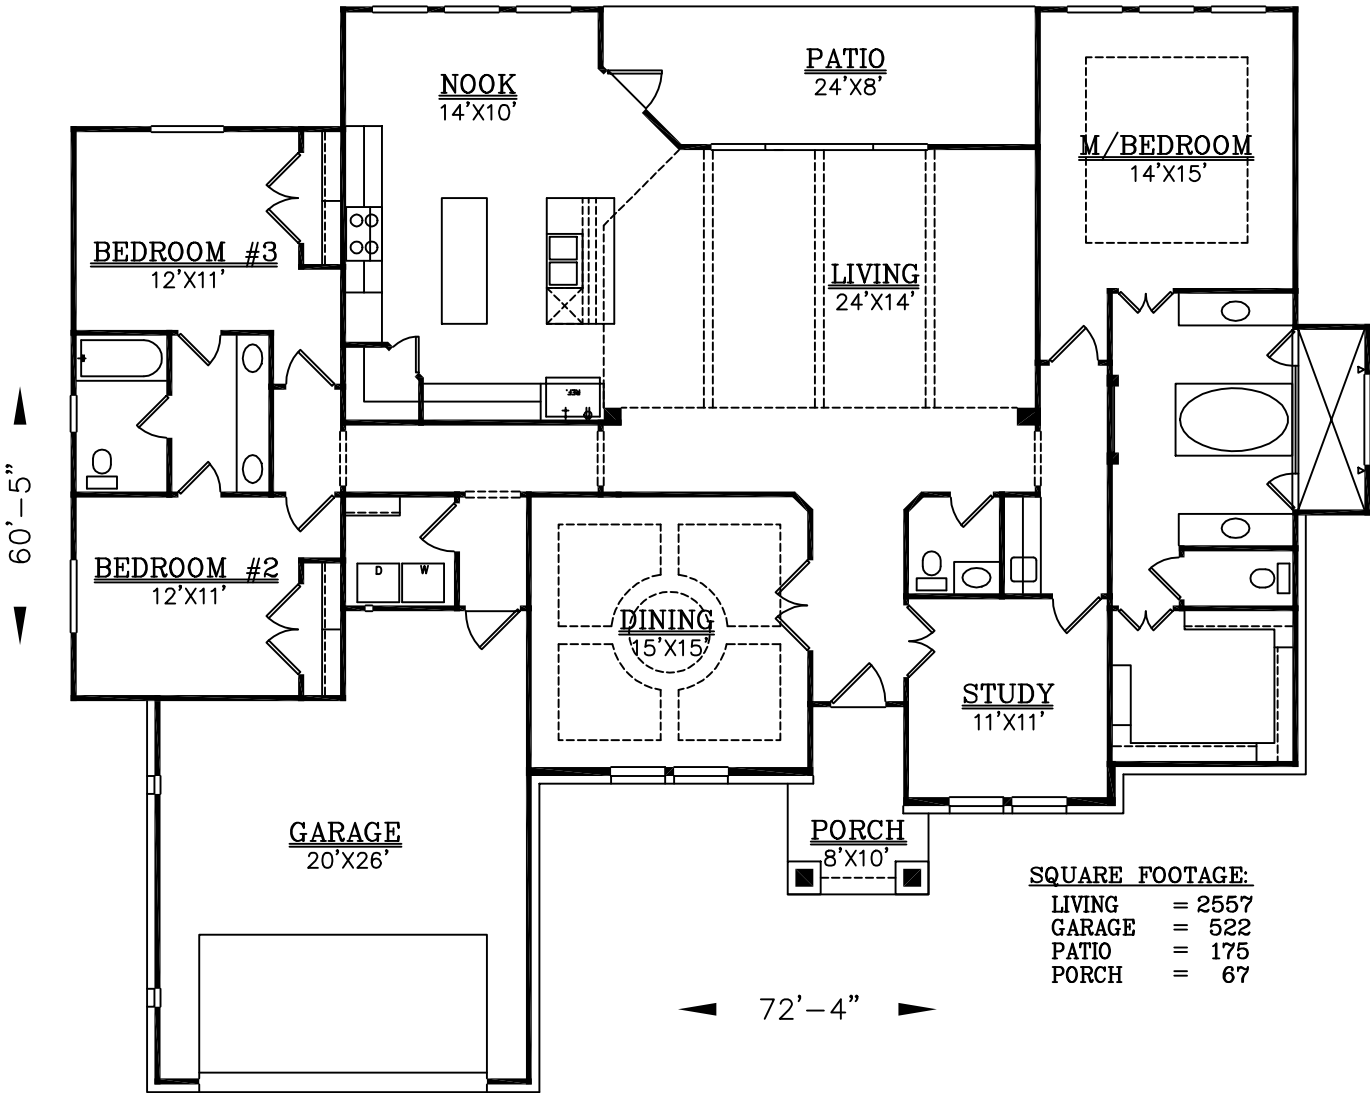 NOOK
14'X10'
PATIO
24'X8'
M/BEDROOM
14'X15'
BEDROOM #3
12'X11'
LIVING
24'X14'
REF.
60'-5"
BEDROOM #2
12'X11'
D
W
DINING
15'X15'
STUDY
11'X11'
GARAGE
20'X26'
PORCH
8'X10'
SQUARE FOOTAGE:
LIVING = 2557
GARAGE = 522
PATIO = 175
PORCH = 67
72'-4"